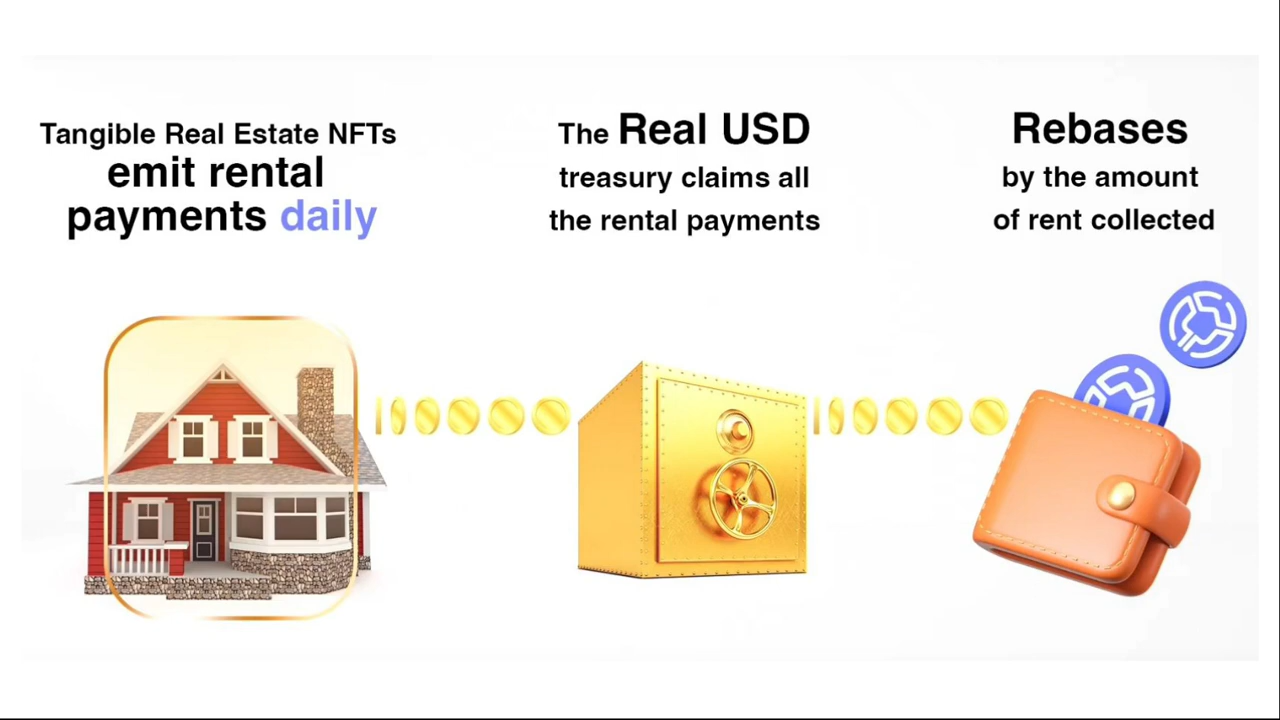 Tangible Real Estate NFTs
emit rental
payments daily
The Real USD
treasury claims all
the rental payments
Rebases
by the amount
of rent collected